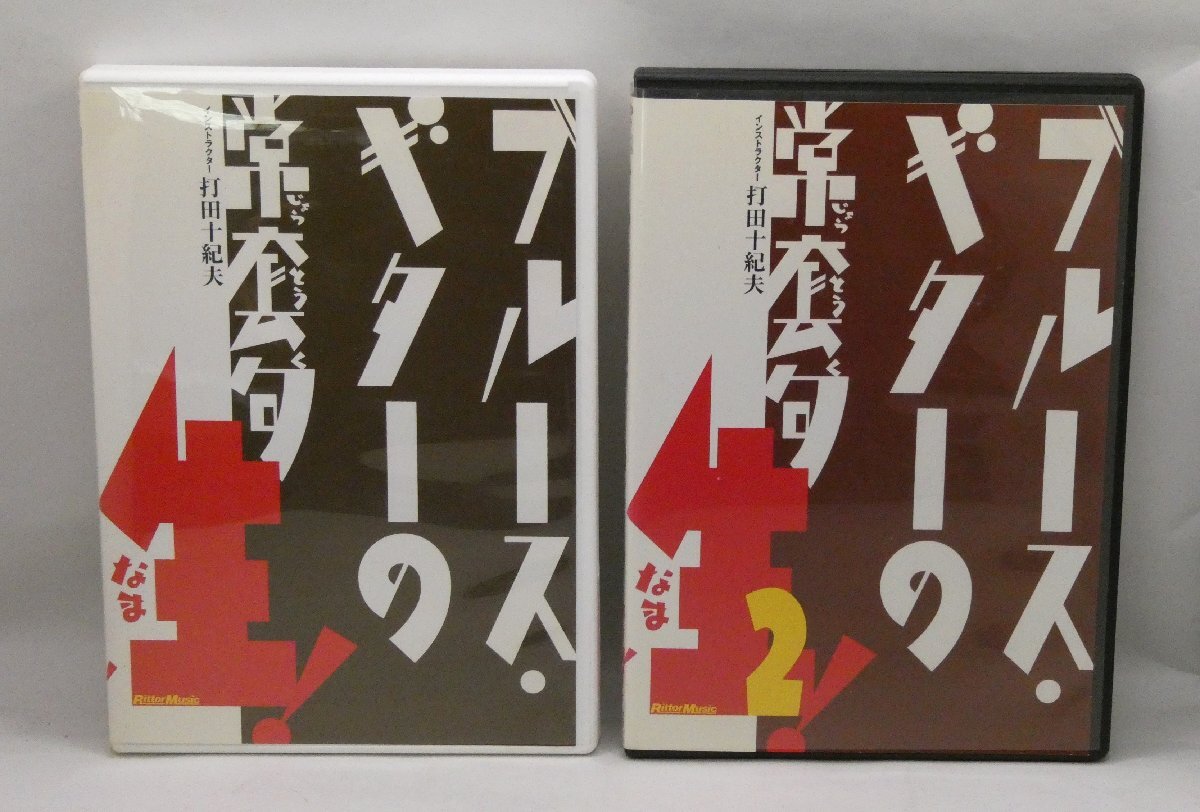 ブルース・
ギターの
常套句
じょうとうく
生!
なま!
インストラクター 打田十紀夫
Rittor Music
ブルース・
ギターの
常套句
じょうとうく
生!
なま!
2
インストラクター 打田十紀夫
Rittor Music